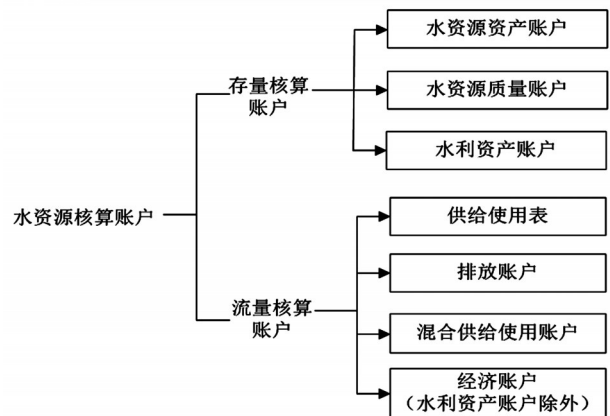 水资源核算账户
存量核算
账户
水资源资产账户
水资源质量账户
水利资产账户
流量核算
账户
供给使用表
排放账户
混合供给使用账户
经济账户
（水利资产账户除外）